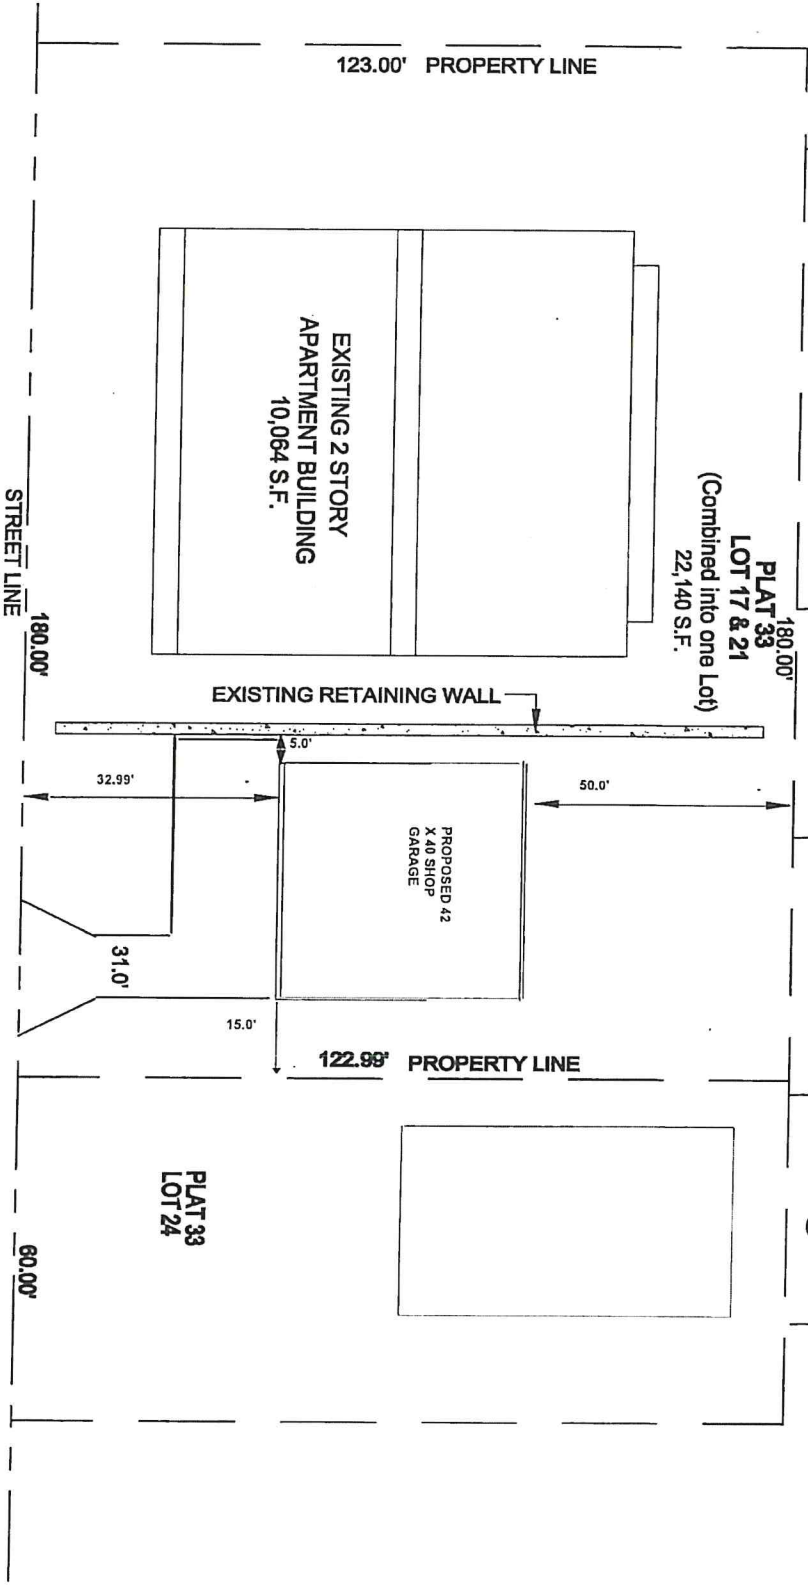 123.00' PROPERTY LINE
EXISTING 2 STORY
APARTMENT BUILDING
10,064 S.F.
180.00'
PLAT 33
LOT 17 & 21
(Combined into one Lot)
22,140 S.F.
STREET LINE
180.00'
EXISTING RETAINING WALL
5.0'
32.99'
50.0'
PROPOSED 42
X 40 SHOP
GARAGE
31.0'
15.0'
122.99' PROPERTY LINE
PLAT 33
LOT 24
60.00'